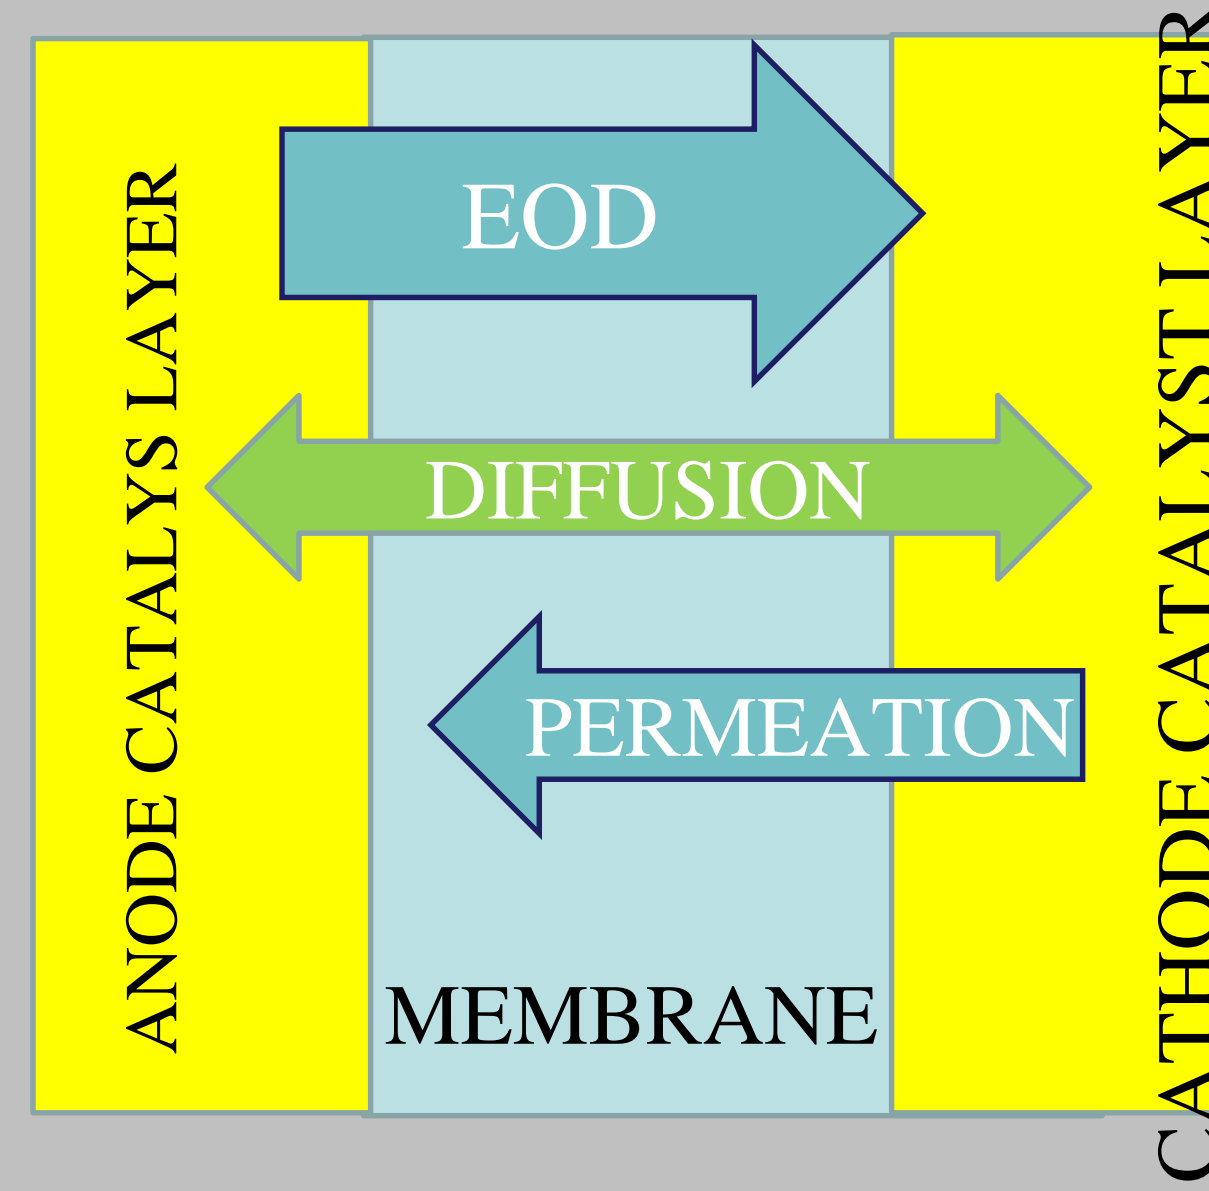 ANODE CATALYS LAYER
EOD
DIFFUSION
PERMEATION
MEMBRANE
CATHODE CATALYST LAYER